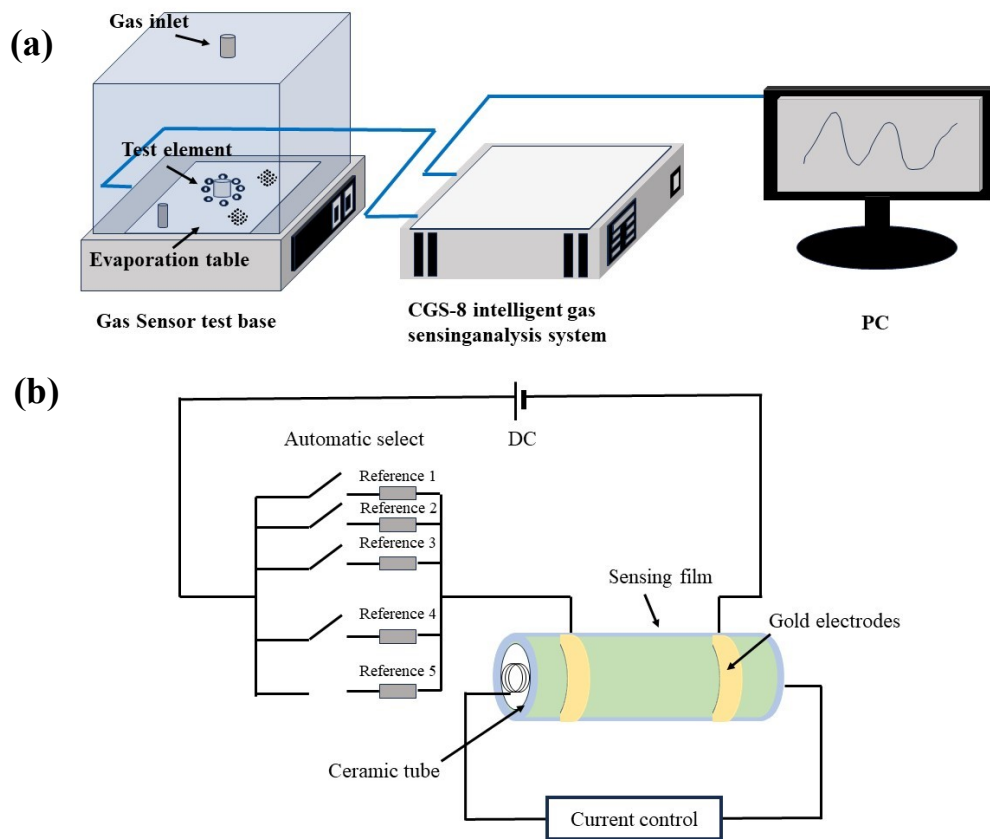 (a)
Gas inlet
Test element
Evaporation table
Gas Sensor test base
CGS-8 intelligent gas
sensinganalysis system
PC
(b)
DC
Automatic select
Reference 1
Reference 2
Reference 3
Reference 4
Reference 5
Sensing film
Gold electrodes
Ceramic tube
Current control